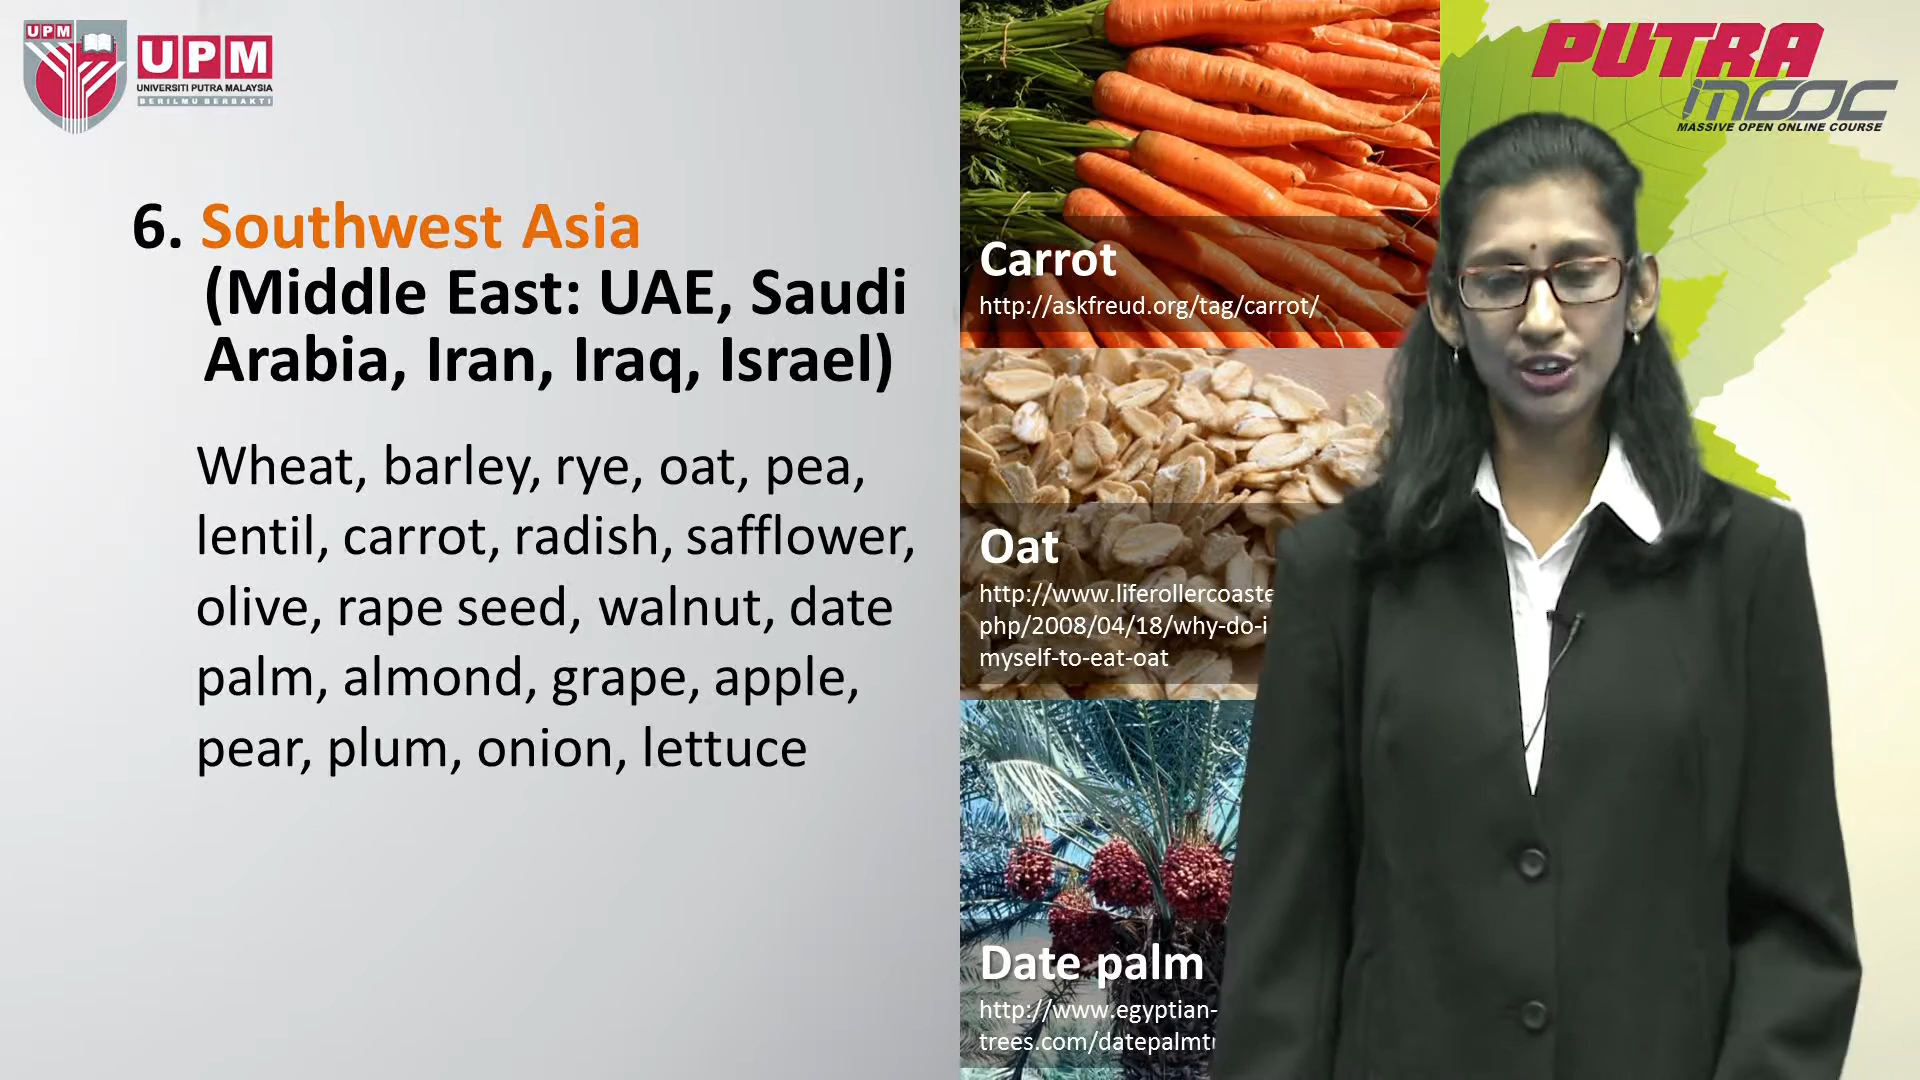 UPM
UPM
UNIVERSITI PUTRA MALAYSIA
BERILMU BERBAKTI
6. Southwest Asia
(Middle East: UAE, Saudi
Arabia, Iran, Iraq, Israel)
Wheat, barley, rye, oat, pea,
lentil, carrot, radish, safflower,
olive, rape seed, walnut, date
palm, almond, grape, apple,
pear, plum, onion, lettuce
Carrot
http://askfreud.org/tag/carrot/
Oat
http://www.liferollercoaste
php/2008/04/18/why-do-i
myself-to-eat-oat
Date palm
http://www.egyptian-
trees.com/datepalmt
PUTRA
mooc
MASSIVE OPEN ONLINE COURSE